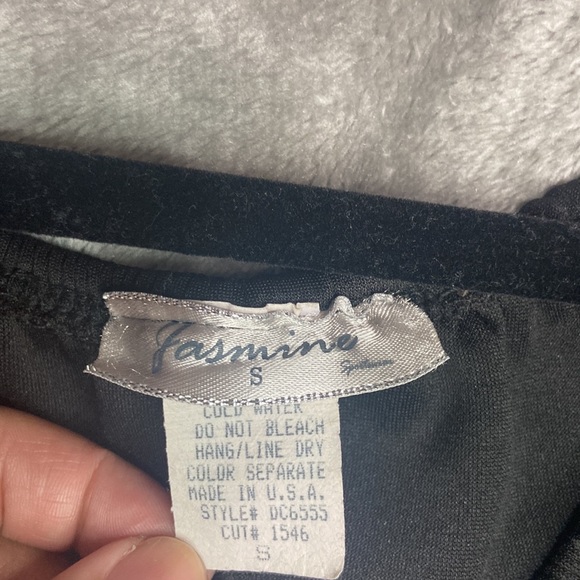 Jasmine
S
COLD WATER
DO NOT BLEACH
HANG/LINE DRY
COLOR SEPARATE
MADE IN U.S.A.
STYLE# DC6555
CUT# 1546
S